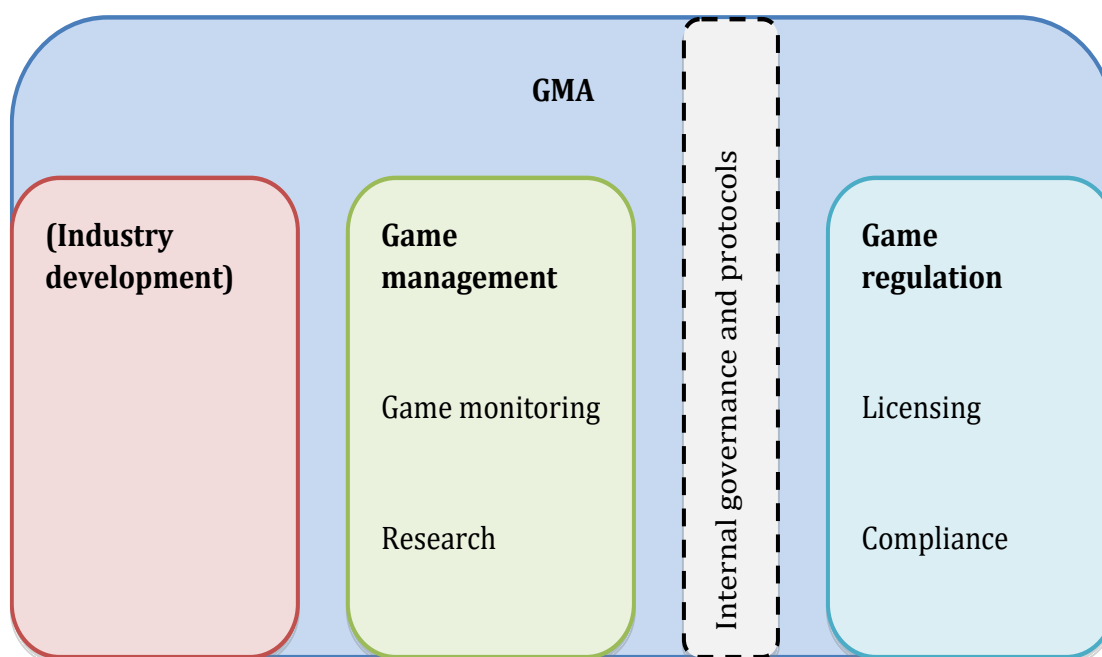 GMA
(Industry
development)
Game
management
Game monitoring
Research
Internal governance and protocols
Game
regulation
Licensing
Compliance